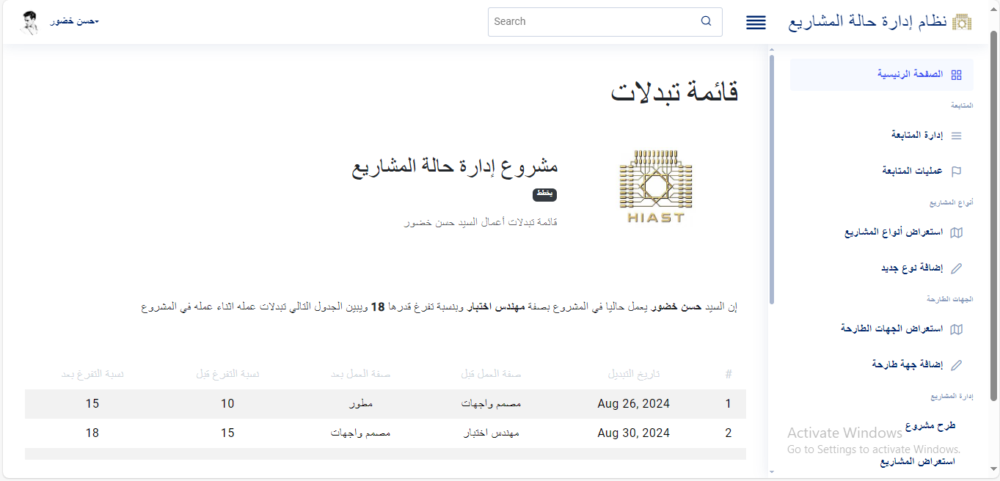 نظام إدارة حالة المشاريع
Search
حسن خضور
الصفحة الرئيسية
المتابعة
إدارة المتابعة
عمليات المتابعة
أنواع المشاريع
استعراض أنواع المشاريع
إضافة نوع جديد
الجهات الطارحة
استعراض الجهات الطارحة
إضافة جهة طارحة
إدارة المشاريع
طرح مشروع
استعراض المشاريع
قائمة تبدلات
HIAST
مشروع إدارة حالة المشاريع
يخطط
قائمة تبدلات أعمال السيد حسن خضور
إن السيد حسن خضور يعمل حاليا في المشروع بصفة مهندس اختبار وبنسبة تفرغ قدرها 18 ويبين الجدول التالي تبدلات عمله اثناء عمله في المشروع
# تاريخ التبديل صفة العمل قبل صفة العمل بعد نسبة التفرغ قبل نسبة التفرغ بعد
1 Aug 26, 2024 مصمم واجهات مطور 10 15
2 Aug 30, 2024 مهندس اختبار مصمم واجهات 15 18
Activate Windows
Go to Settings to activate Windows.